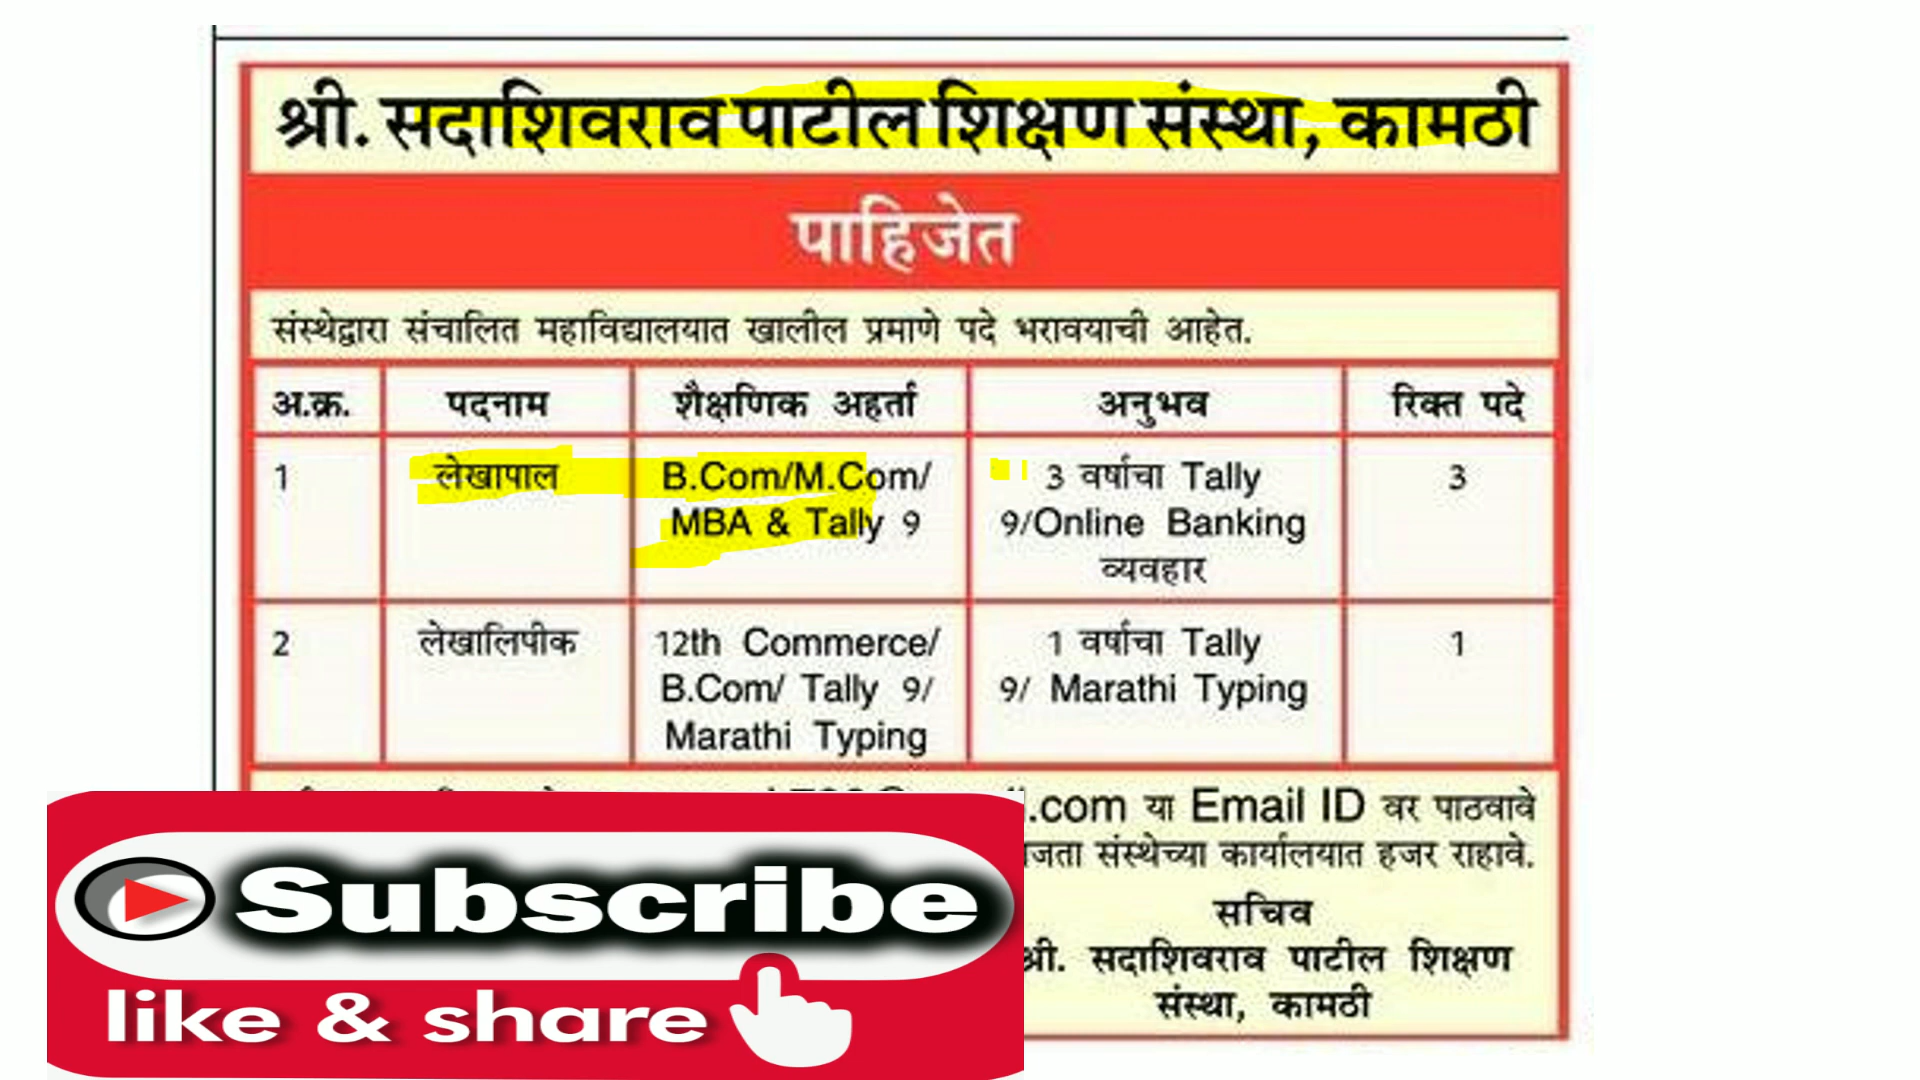 श्री. सदाशिवराव पाटील शिक्षण संस्था, कामठी
पाहिजेत
संस्थेद्वारा संचालित महाविद्यालयात खालील प्रमाणे पदे भरावयाची आहेत.
अ.क्र. पदनाम शैक्षणिक अहर्ता अनुभव रिक्त पदे
1 लेखापाल B.Com/M.Com/ 3 वर्षाचा Tally 3
MBA & Tally 9 9/Online Banking
व्यवहार
2 लेखालिपीक 12th Commerce/ 1 वर्षाचा Tally 1
B.Com/ Tally 9/ 9/ Marathi Typing
Marathi Typing
.com या Email ID वर पाठवावे
संस्थेच्या कार्यालयात हजर राहावे.
सचिव
श्री. सदाशिवराव पाटील शिक्षण
संस्था, कामठी
Subscribe
like & share